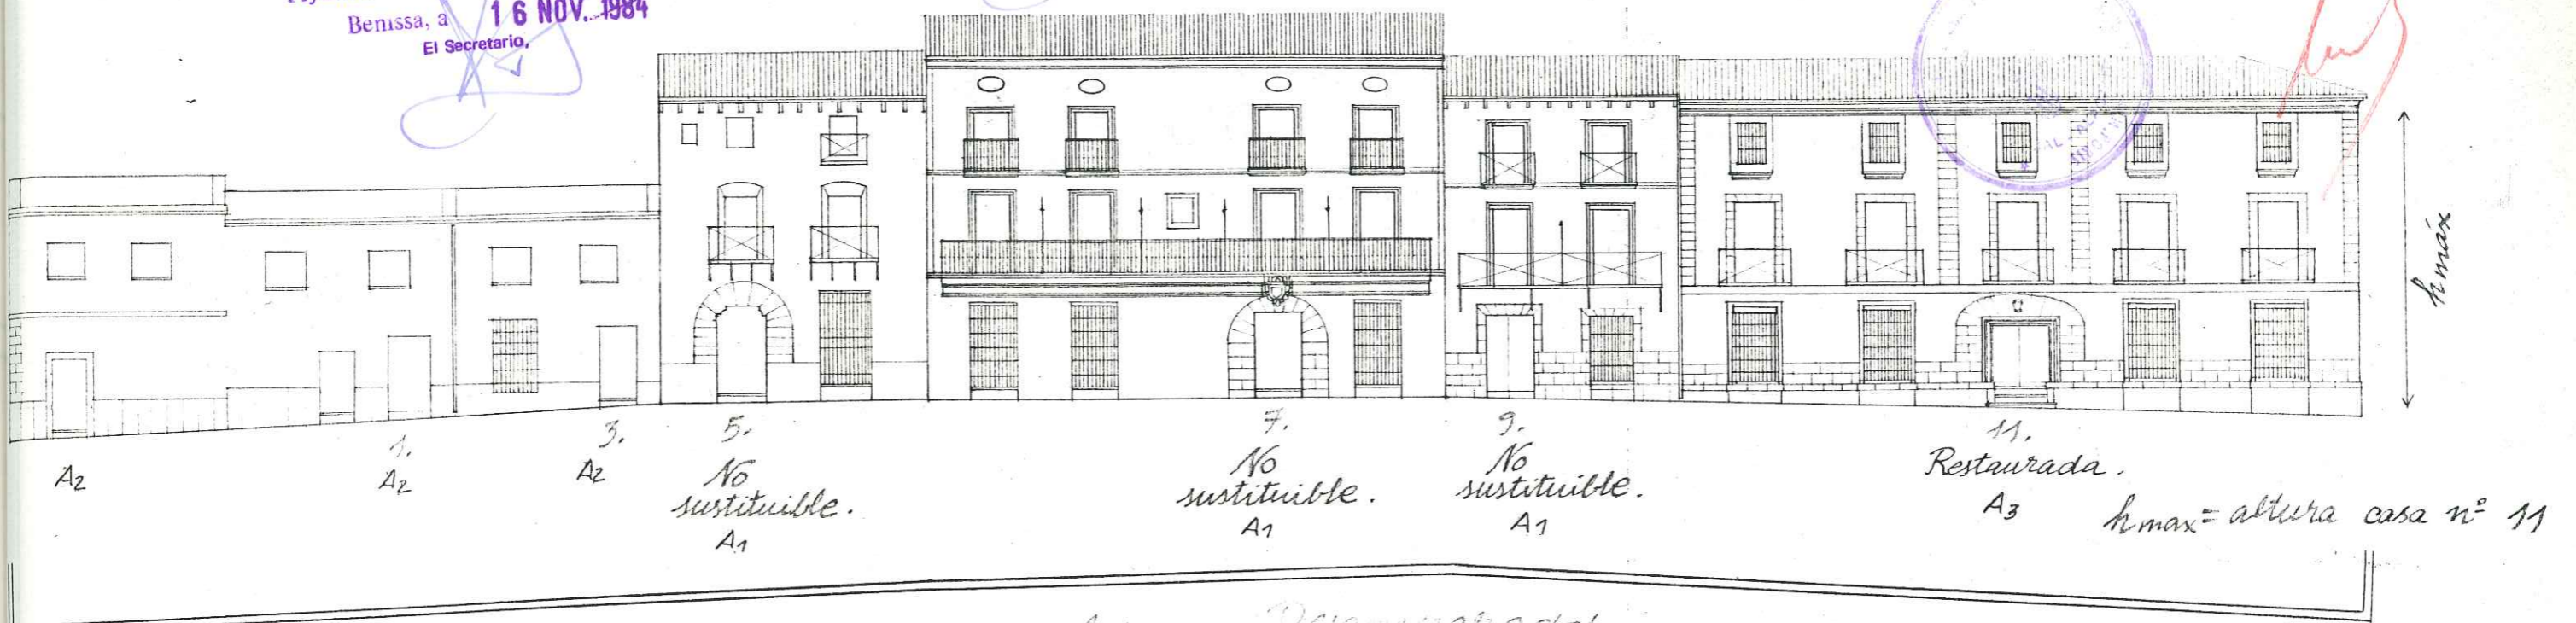 Benissa, a 16 NOV. 1984
El Secretario,
h máx
1.
3.
5.
7.
9.
11.
A2
A2
A2
No
sustituible.
A1
No
sustituible.
A1
No
sustituible.
A1
Restaurada.
A3
hmax = altura casa nº 11